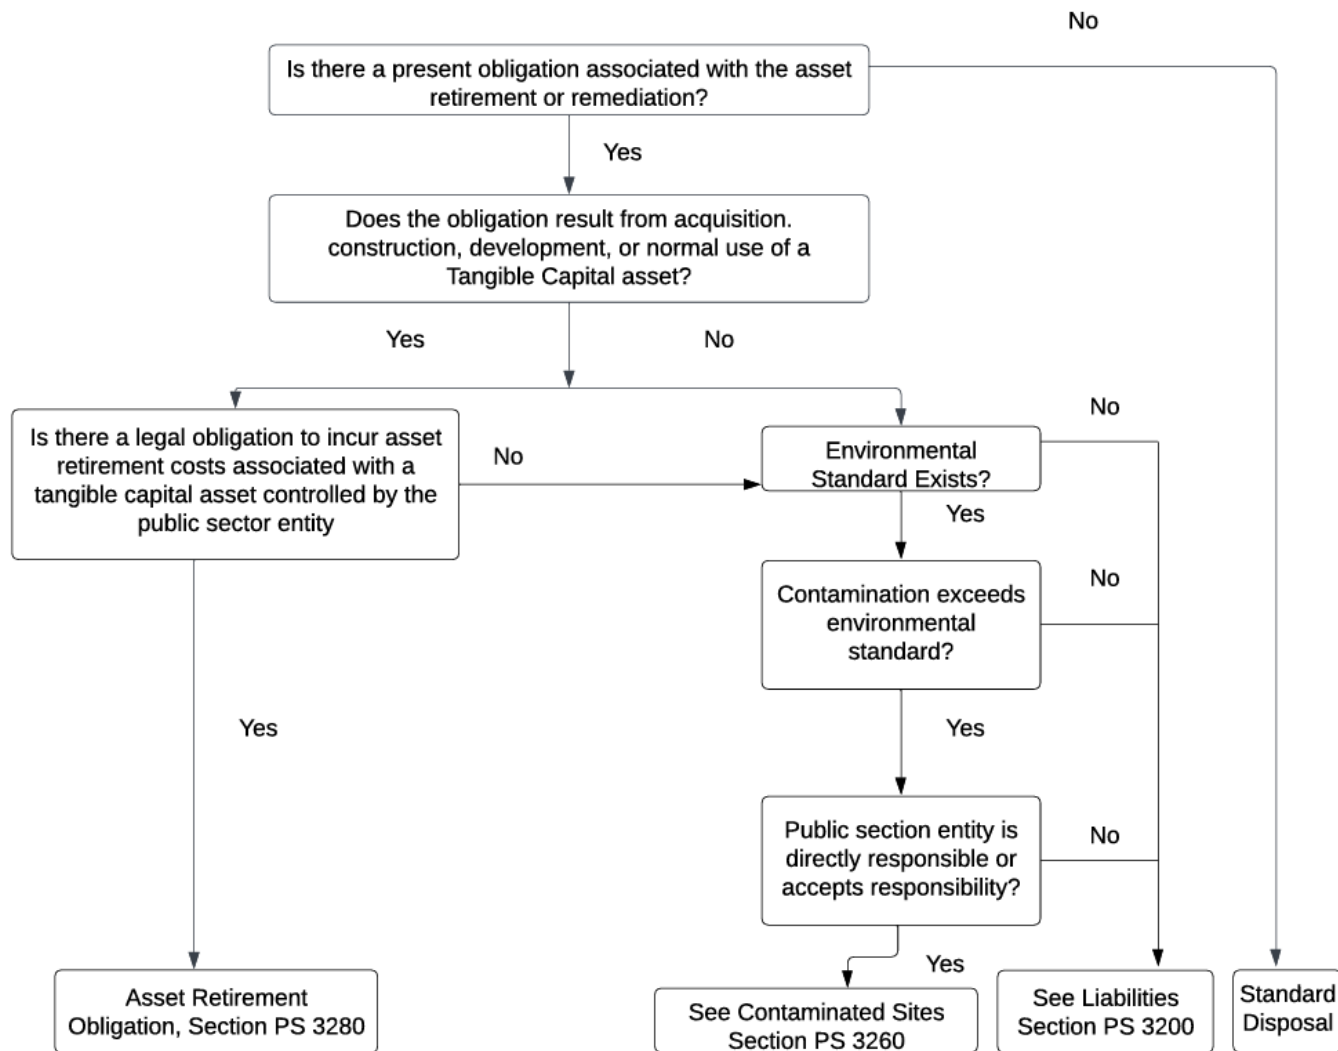 No
Is there a present obligation associated with the asset
retirement or remediation?
Yes
Does the obligation result from acquisition.
construction, development, or normal use of a
Tangible Capital asset?
Yes
No
Is there a legal obligation to incur asset
retirement costs associated with a
tangible capital asset controlled by the
public sector entity
No
Environmental
Standard Exists?
No
Yes
Contamination exceeds
environmental
standard?
No
Yes
Yes
Public section entity is
directly responsible or
accepts responsibility?
No
Yes
Asset Retirement
Obligation, Section PS 3280
See Contaminated Sites
Section PS 3260
See Liabilities
Section PS 3200
Standard
Disposal